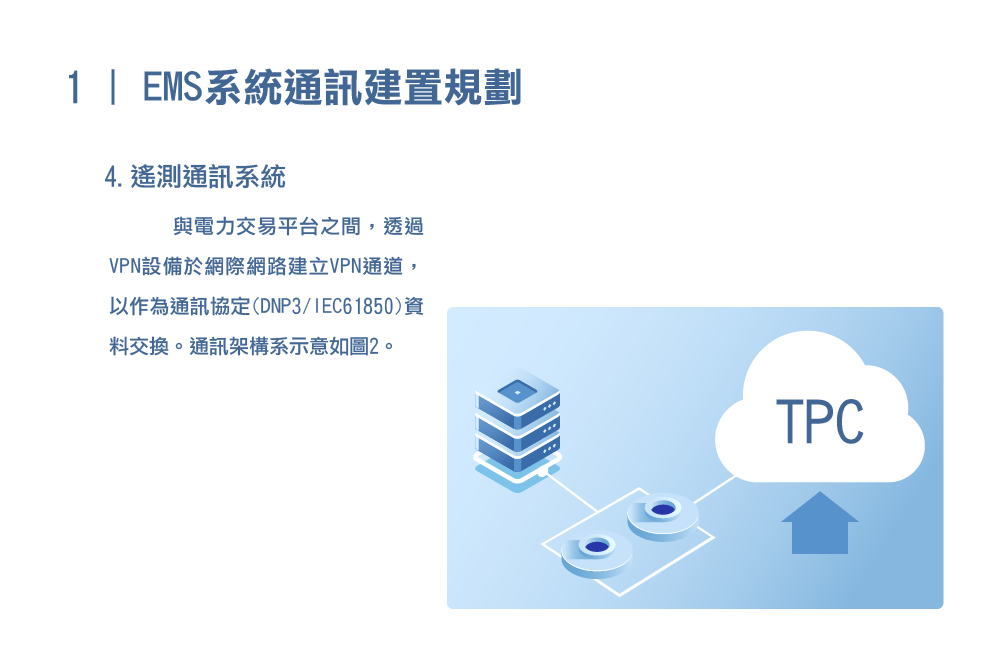 1 | EMS系統通訊建置規劃
4. 遙測通訊系統
與電力交易平台之間，透過
VPN設備於網際網路建立VPN通道，
以作為通訊協定(DNP3/IEC61850)資
料交換。通訊架構系示意如圖2。
TPC